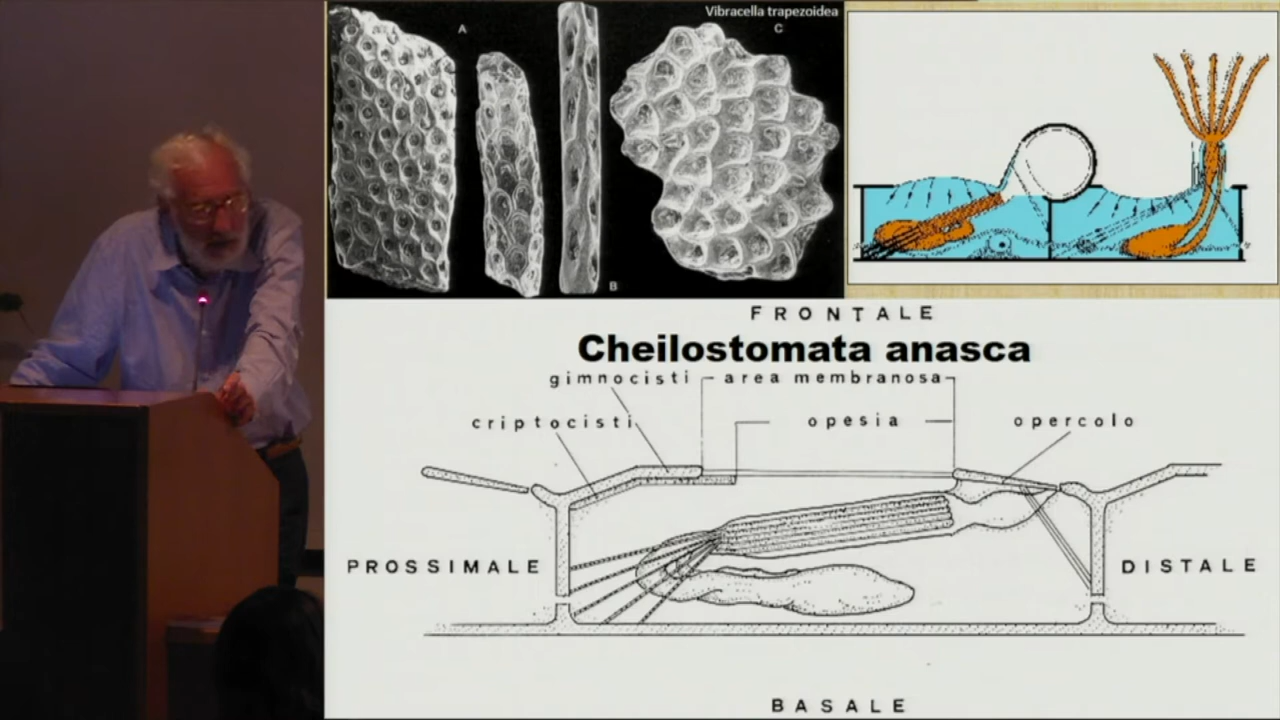 Vibracella trapezoidea
A
C
B
FRONTALE
Cheilostomata anasca
gimnocisti area membranosa
criptocisti opesia opercolo
PROSSIMALE DISTALE
BASALE